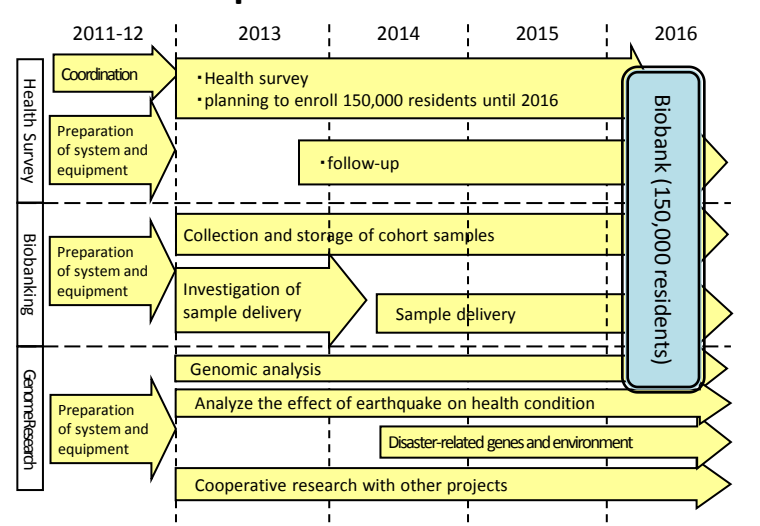 2011-12
2013
2014
2015
2016
Health Survey
Coordination
・Health survey
・planning to enroll 150,000 residents until 2016
Preparation
of system and
equipment
・follow-up
Biobank (150,000 residents)
Biobanking
Preparation
of system and
equipment
Collection and storage of cohort samples
Investigation of
sample delivery
Sample delivery
GenomeResearch
Preparation
of system and
equipment
Genomic analysis
Analyze the effect of earthquake on health condition
Disaster-related genes and environment
Cooperative research with other projects